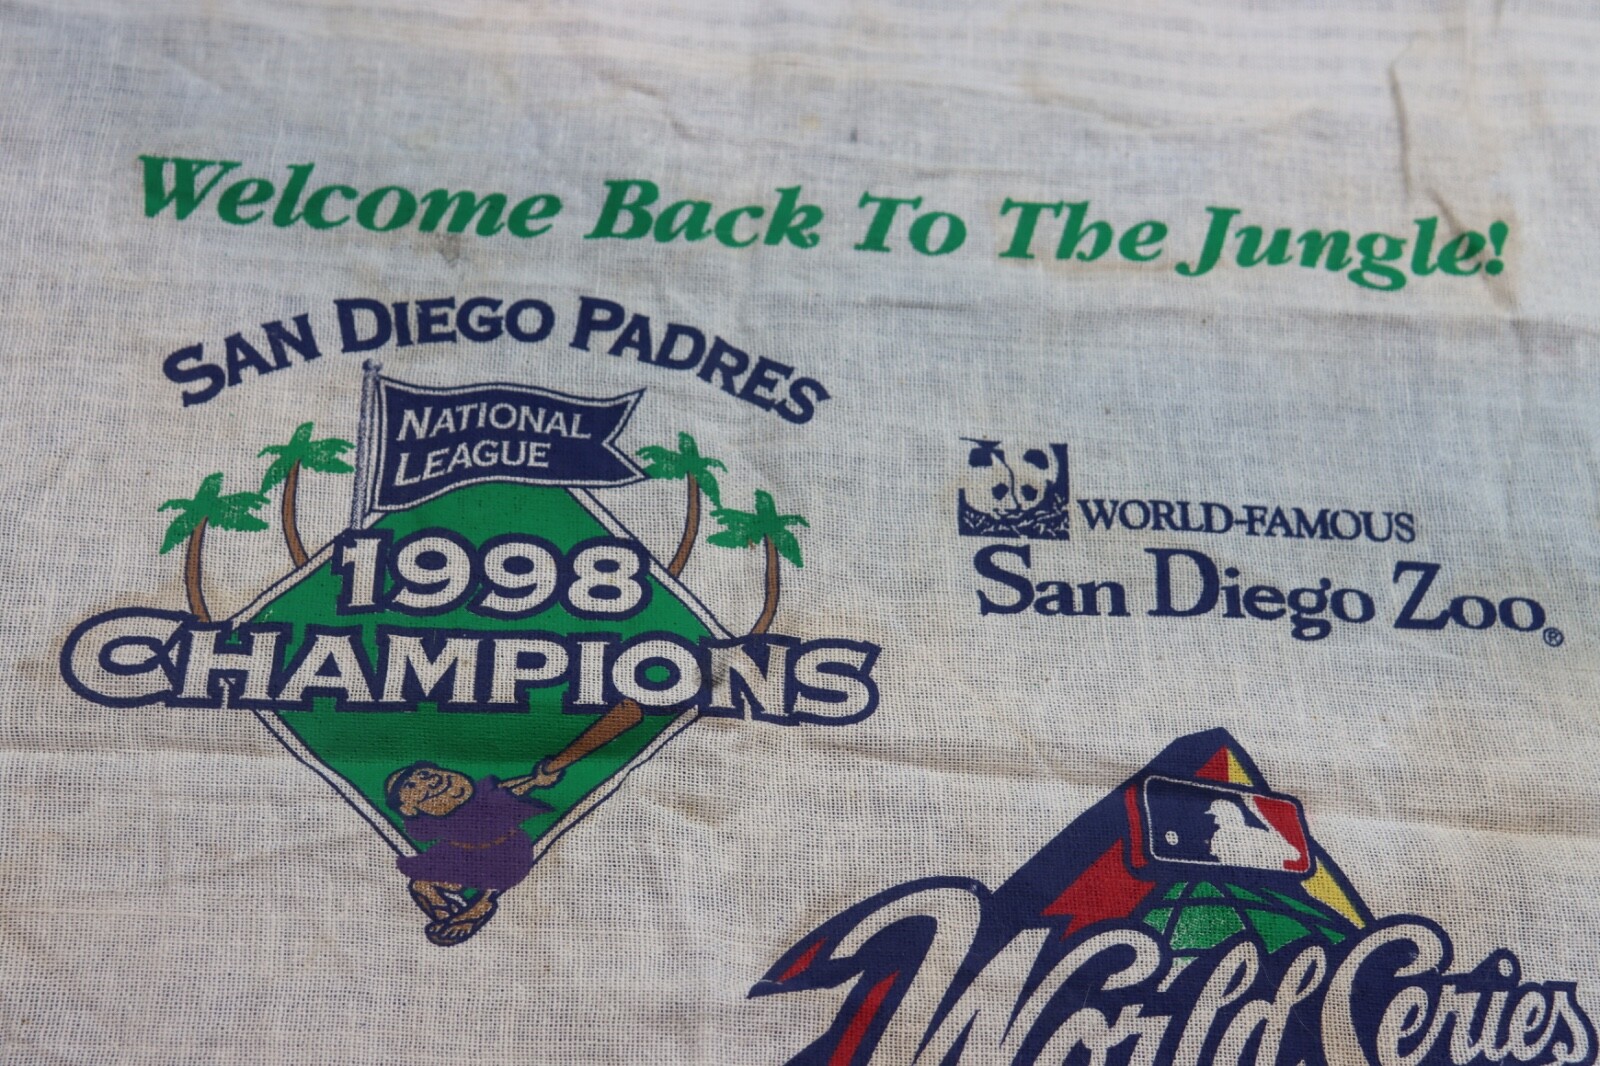 Welcome Back To The Jungle!
SAN DIEGO PADRES
NATIONAL
LEAGUE
1998
CHAMPIONS
WORLD-FAMOUS
San Diego Zoo®
World Series